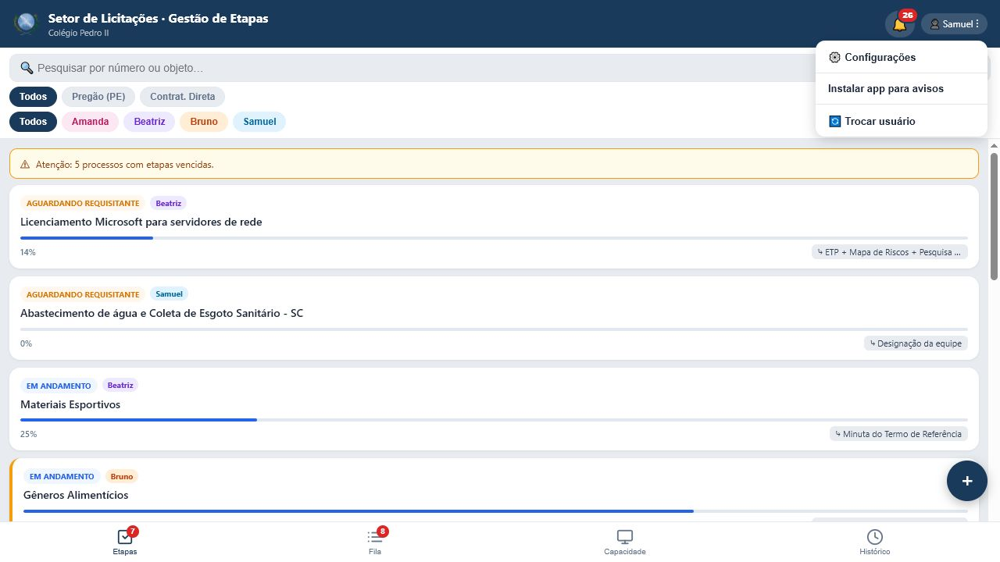 Setor de Licitações · Gestão de Etapas
Colégio Pedro II
26
Samuel ⋮
Configurações
Instalar app para avisos
Trocar usuário
Pesquisar por número ou objeto…
Todos Pregão (PE) Contrat. Direta
Todos Amanda Beatriz Bruno Samuel
⚠ Atenção: 5 processos com etapas vencidas.
AGUARDANDO REQUISITANTE Beatriz
Licenciamento Microsoft para servidores de rede
14% ↳ ETP + Mapa de Riscos + Pesquisa ...
AGUARDANDO REQUISITANTE Samuel
Abastecimento de água e Coleta de Esgoto Sanitário - SC
0% ↳ Designação da equipe
EM ANDAMENTO Beatriz
Materiais Esportivos
25% ↳ Minuta do Termo de Referência
EM ANDAMENTO Bruno
Gêneros Alimentícios
+
7 8
Etapas Fila Capacidade Histórico